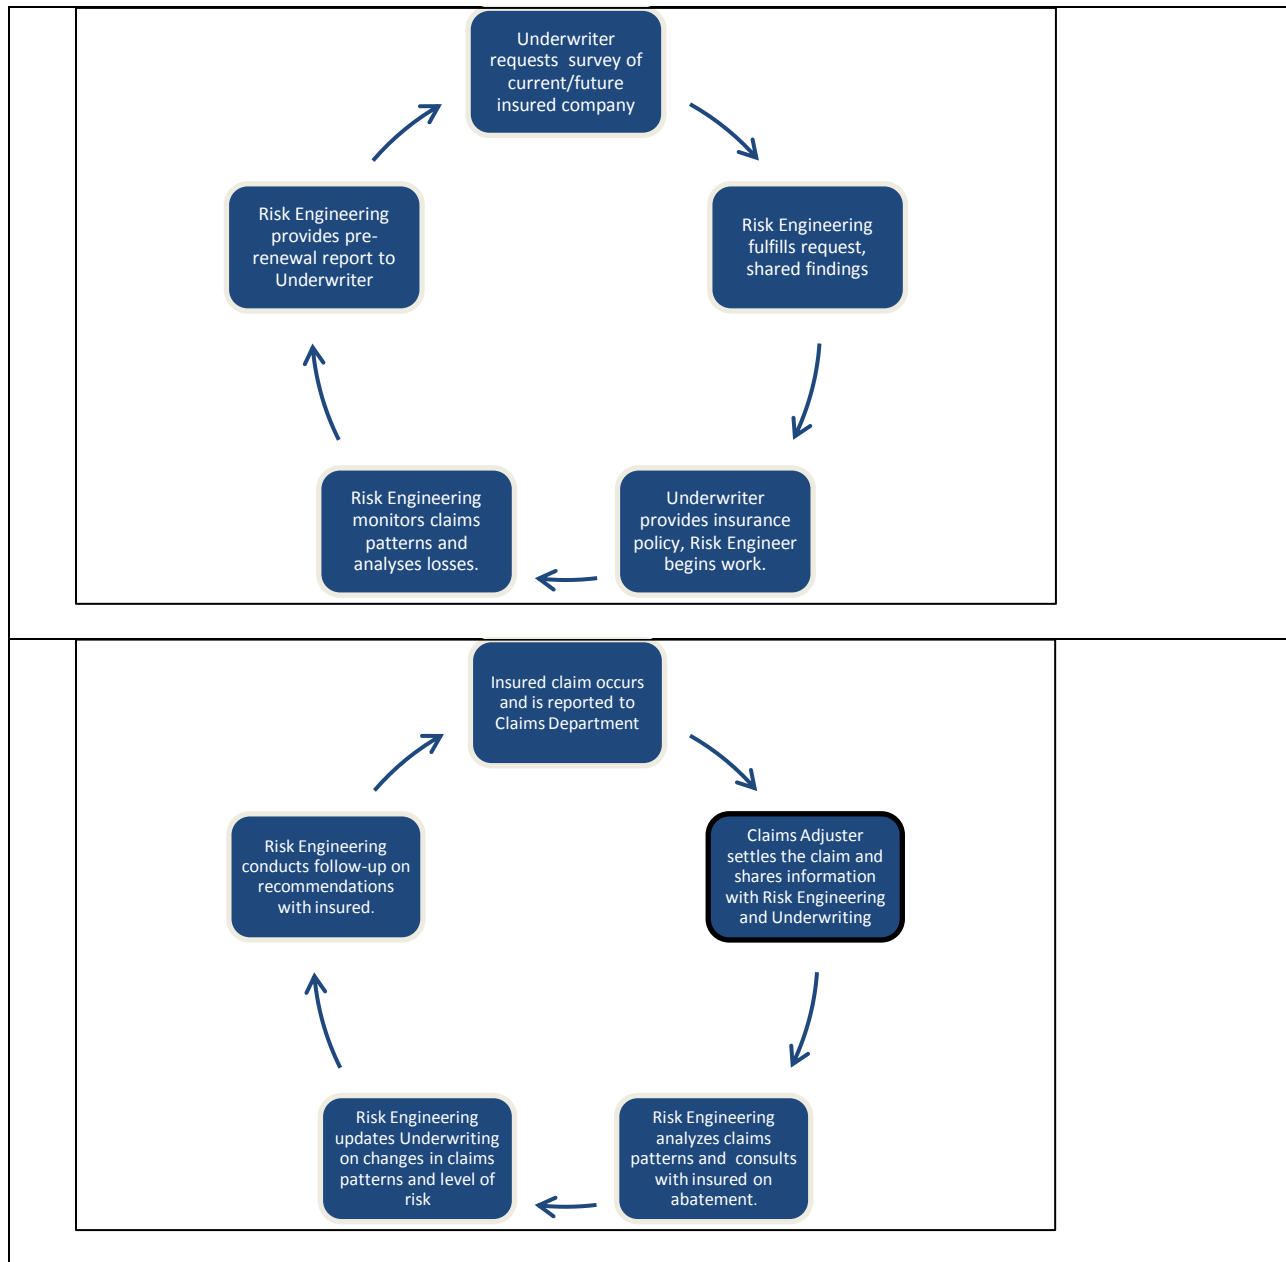 Underwriter
requests survey of
current/future
insured company
Risk Engineering
fulfills request,
shared findings
Underwriter
provides insurance
policy, Risk Engineer
begins work.
Risk Engineering
monitors claims
patterns and
analyses losses.
Risk Engineering
provides pre-
renewal report to
Underwriter
Insured claim occurs
and is reported to
Claims Department
Claims Adjuster
settles the claim and
shares information
with Risk Engineering
and Underwriting
Risk Engineering
analyzes claims
patterns and consults
with insured on
abatement.
Risk Engineering
updates Underwriting
on changes in claims
patterns and level of
risk
Risk Engineering
conducts follow-up on
recommendations
with insured.